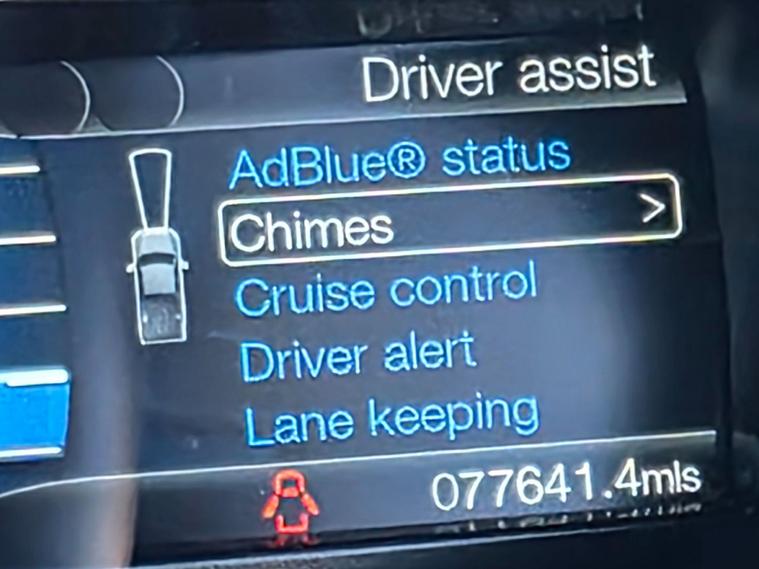 Driver assist
AdBlue® status
Chimes >
Cruise control
Driver alert
Lane keeping
077641.4mls